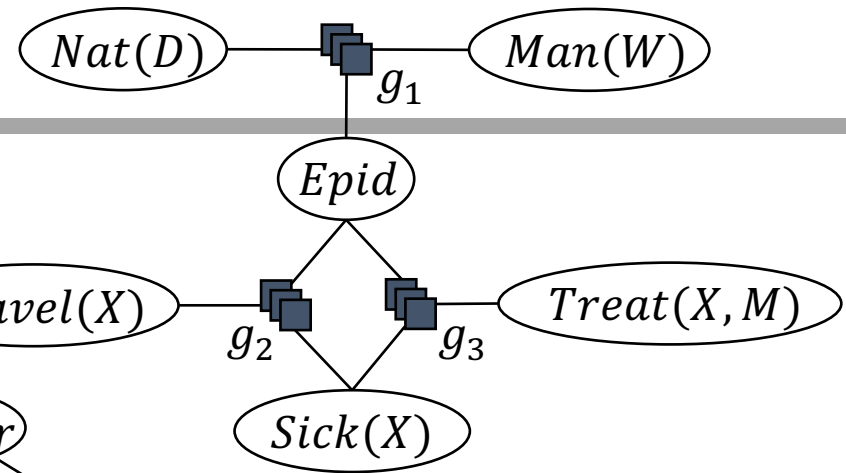 Nat(D)
Man(W)
g1
Epid
avel(X)
Treat(X, M)
g2
g3
Sick(X)
r